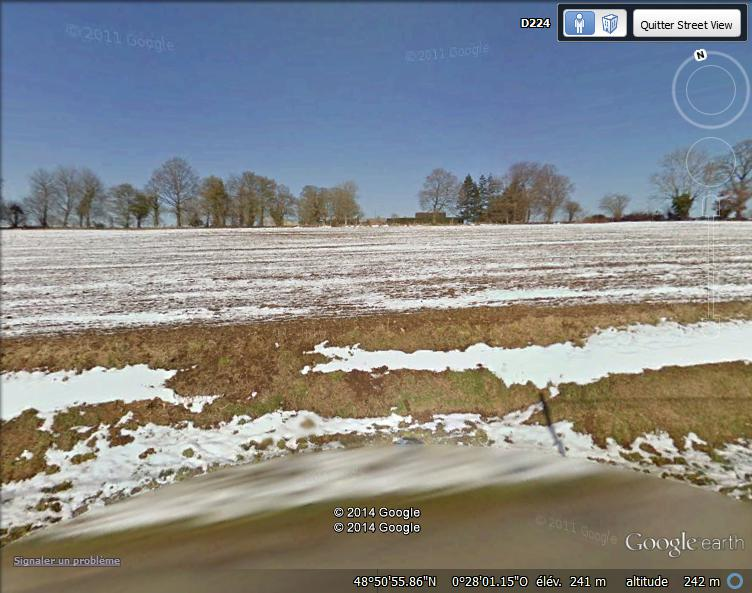 D224
Quitter Street View
©2011 Google
©2011 Google
N
© 2014 Google
© 2014 Google
©2011 Google
Google earth
Signaler un problème
48°50'55.86"N 0°28'01.15"O élév. 241 m altitude 242 m